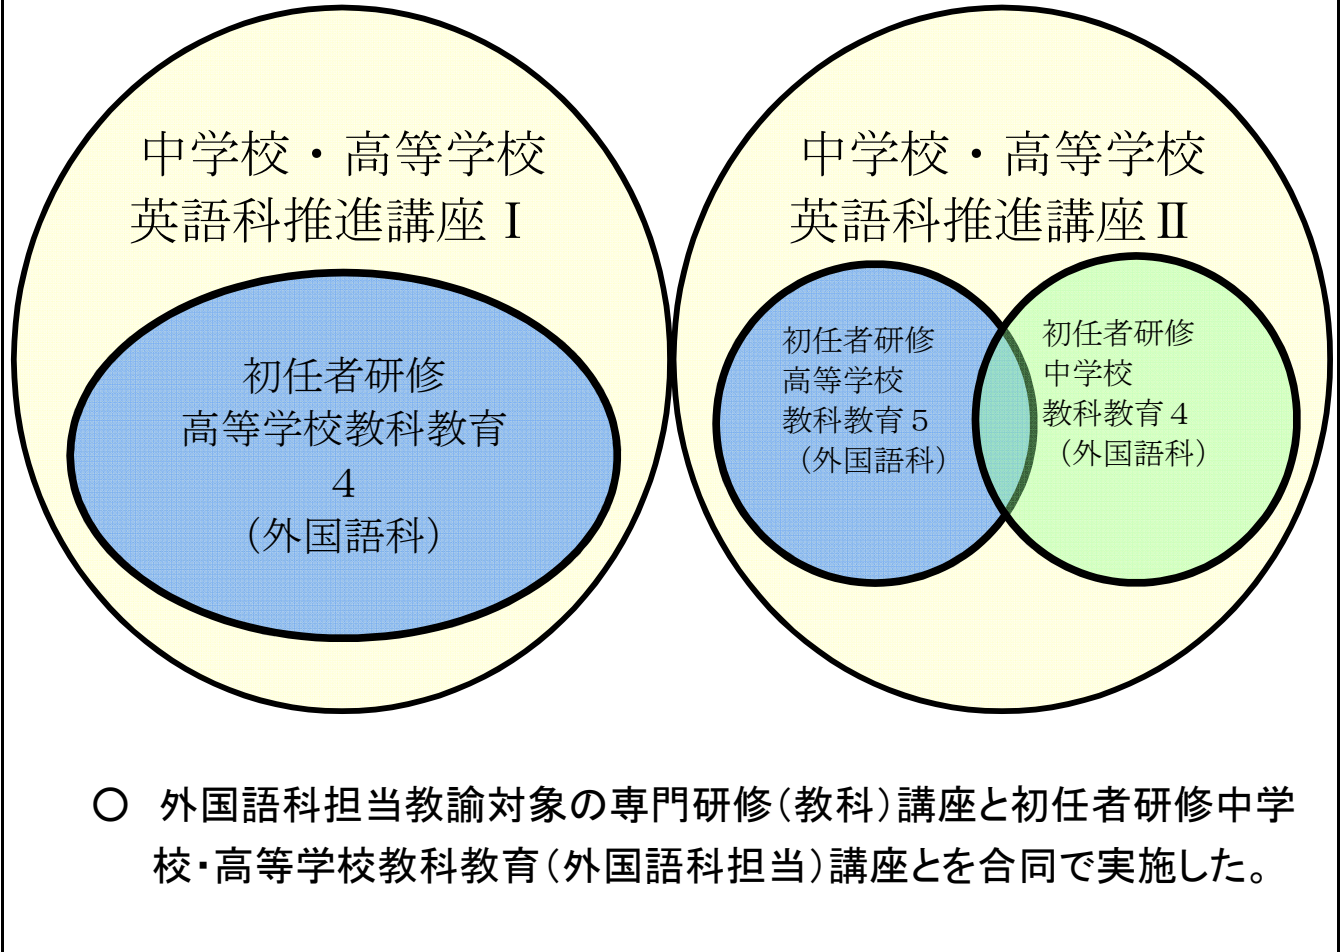 中学校・高等学校
英語科推進講座Ⅰ
初任者研修
高等学校教科教育
４
（外国語科）
中学校・高等学校
英語科推進講座Ⅱ
初任者研修
高等学校
教科教育５
（外国語科）
初任者研修
中学校
教科教育４
（外国語科）
○　外国語科担当教諭対象の専門研修（教科）講座と初任者研修中学
校・高等学校教科教育（外国語科担当）講座とを合同で実施した。